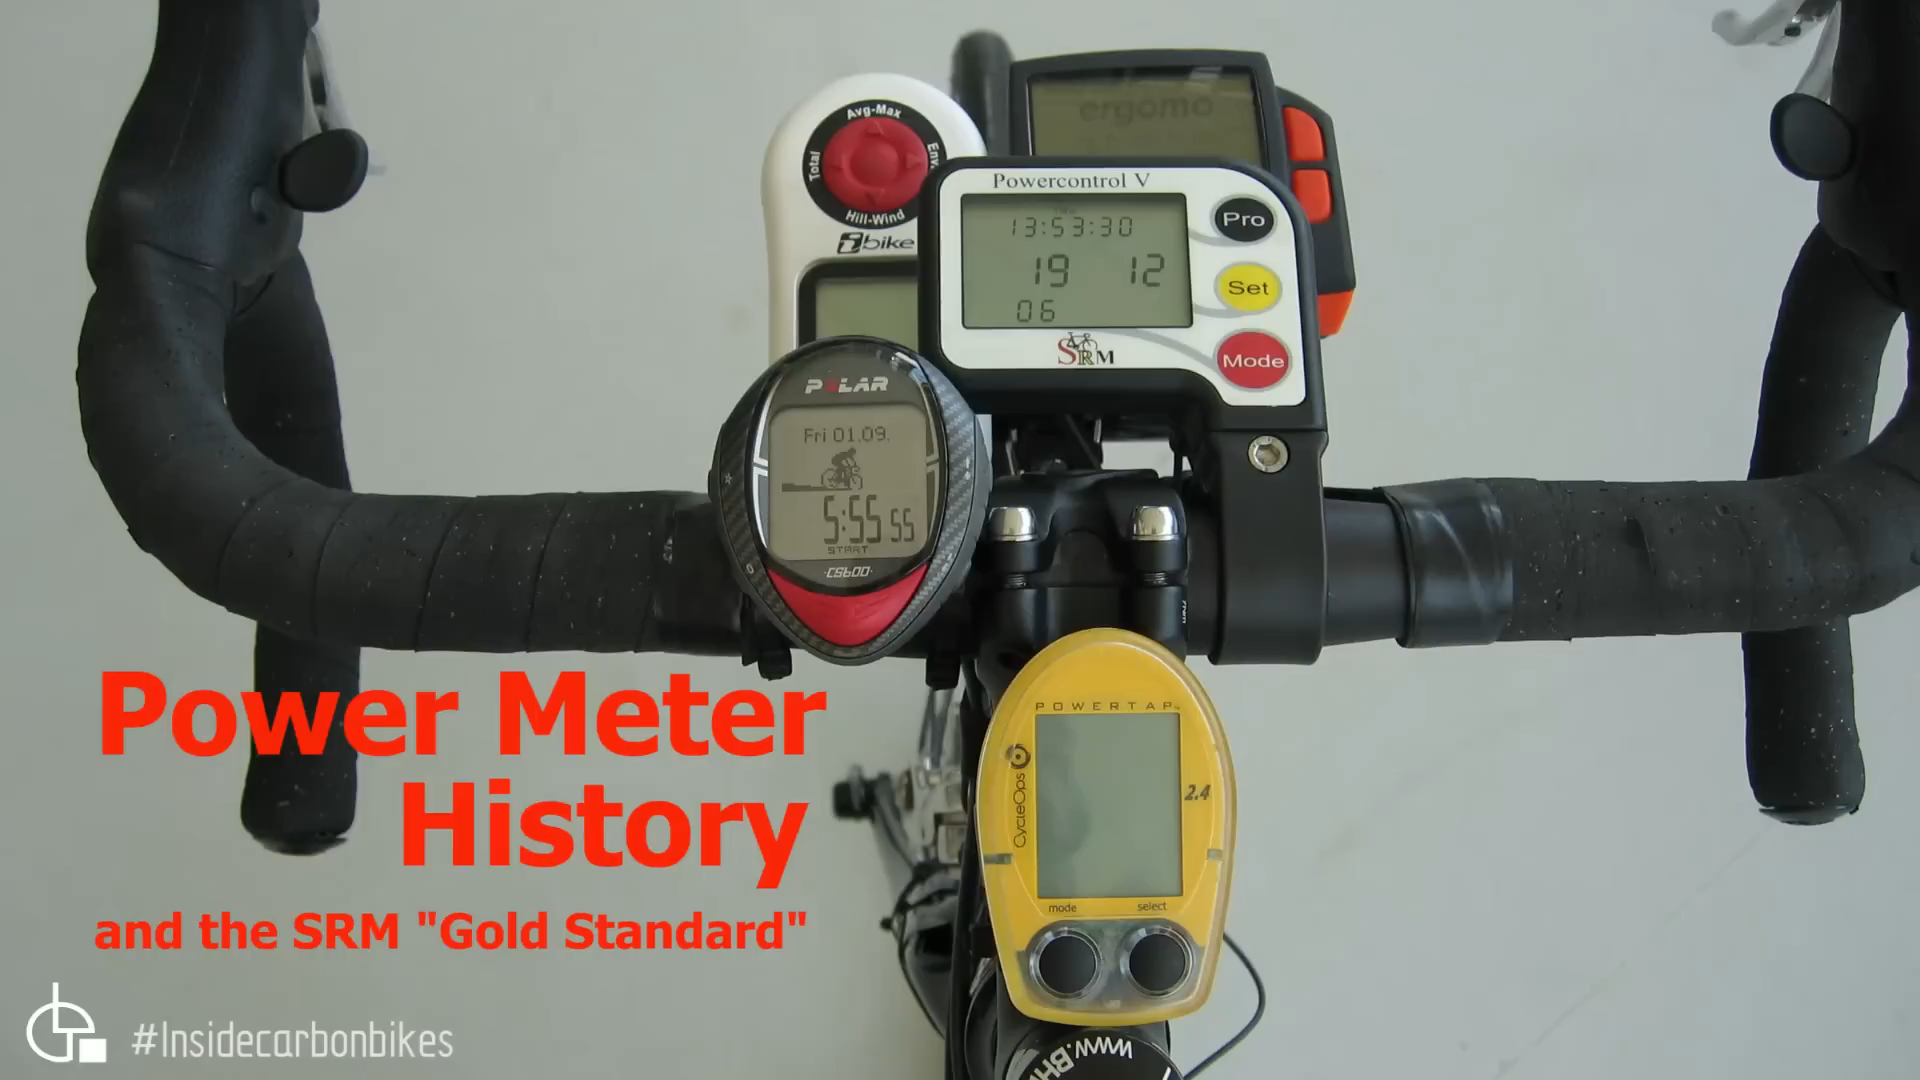 ergomo
Avg-Max
Total
Env.
Hill-Wind
ibike
Powercontrol V
13:53:30
19 12
06
Pro
Set
Mode
SRM
POLAR
Fri 01.09.
5:55 55
START
CS600
POWERTAP
CycleOps
2.4
mode select
www.BH
Power Meter
History
and the SRM "Gold Standard"
#Insidecarbonbikes